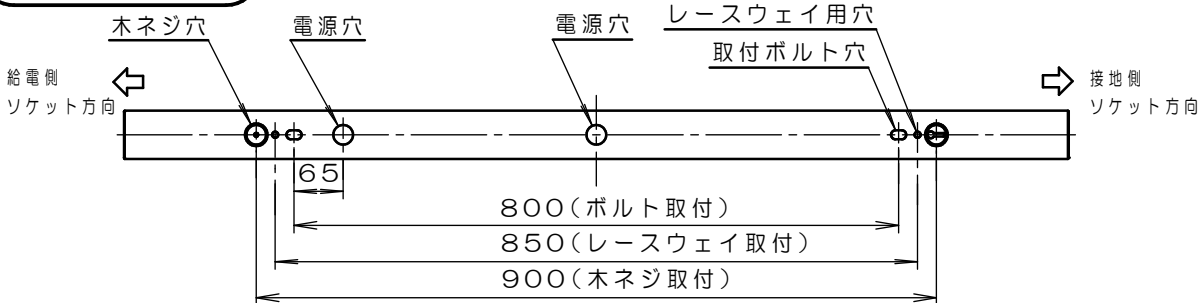 木ネジ穴
電源穴
電源穴
レースウェイ用穴
取付ボルト穴
給電側
ソケット方向
接地側
ソケット方向
65
800(ボルト取付)
850(レースウェイ取付)
900(木ネジ取付)